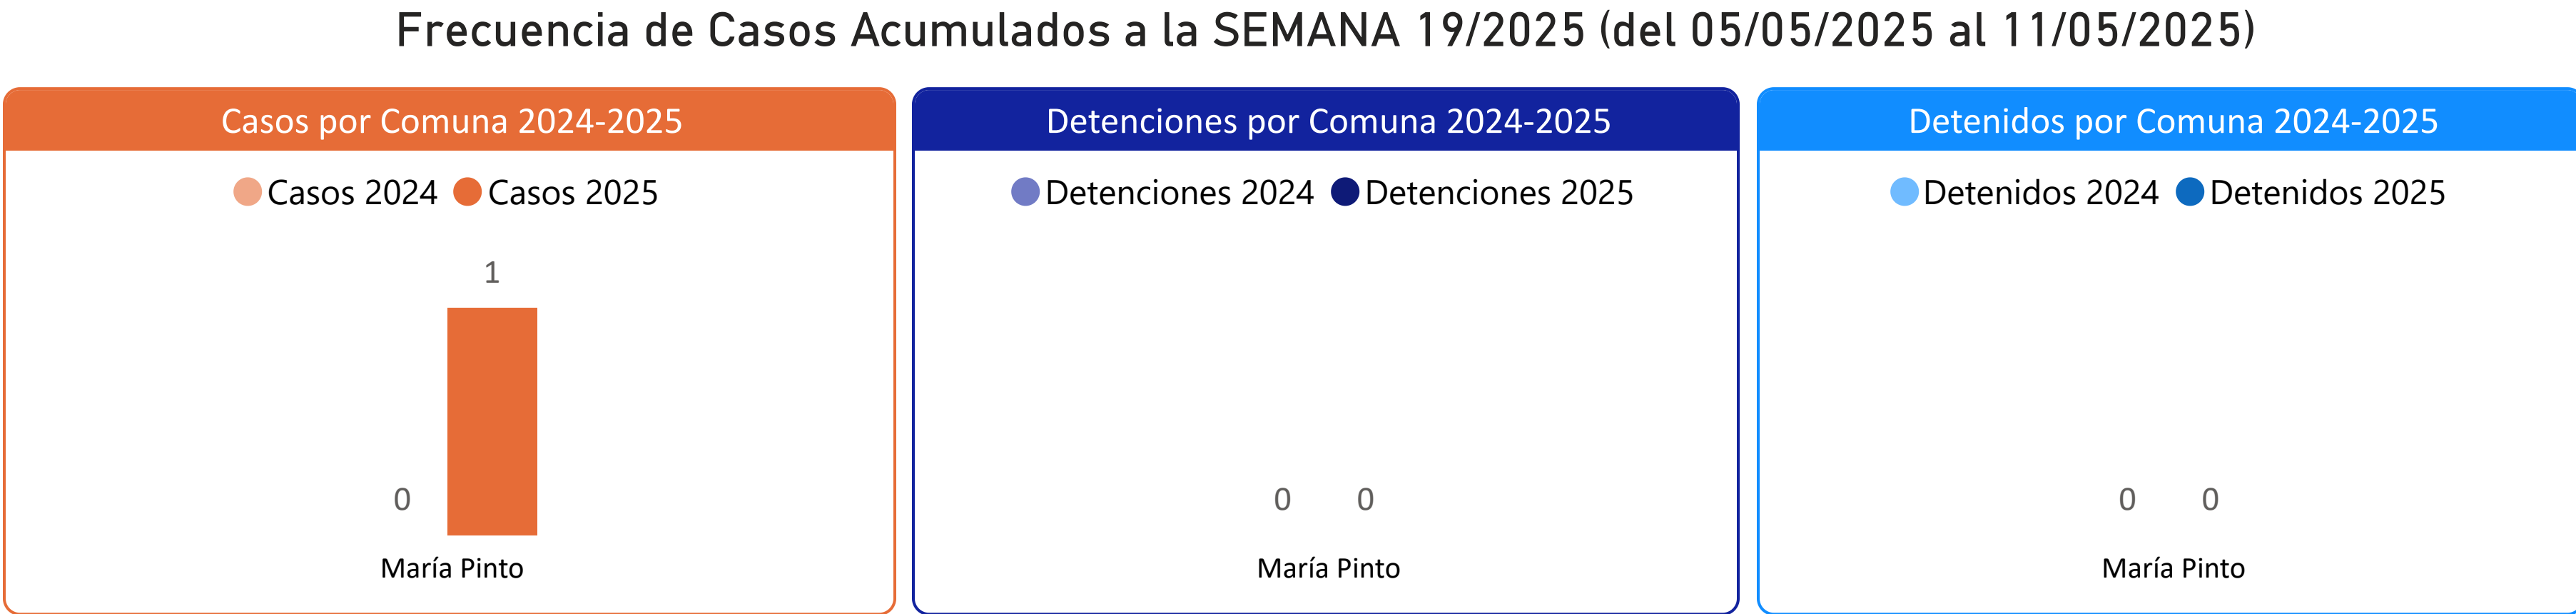 Frecuencia de Casos Acumulados a la SEMANA 19/2025 (del 05/05/2025 al 11/05/2025)
Casos por Comuna 2024-2025
Casos 2024 Casos 2025
1
0
María Pinto
Detenciones por Comuna 2024-2025
Detenciones 2024 Detenciones 2025
0 0
María Pinto
Detenidos por Comuna 2024-2025
Detenidos 2024 Detenidos 2025
0 0
María Pinto